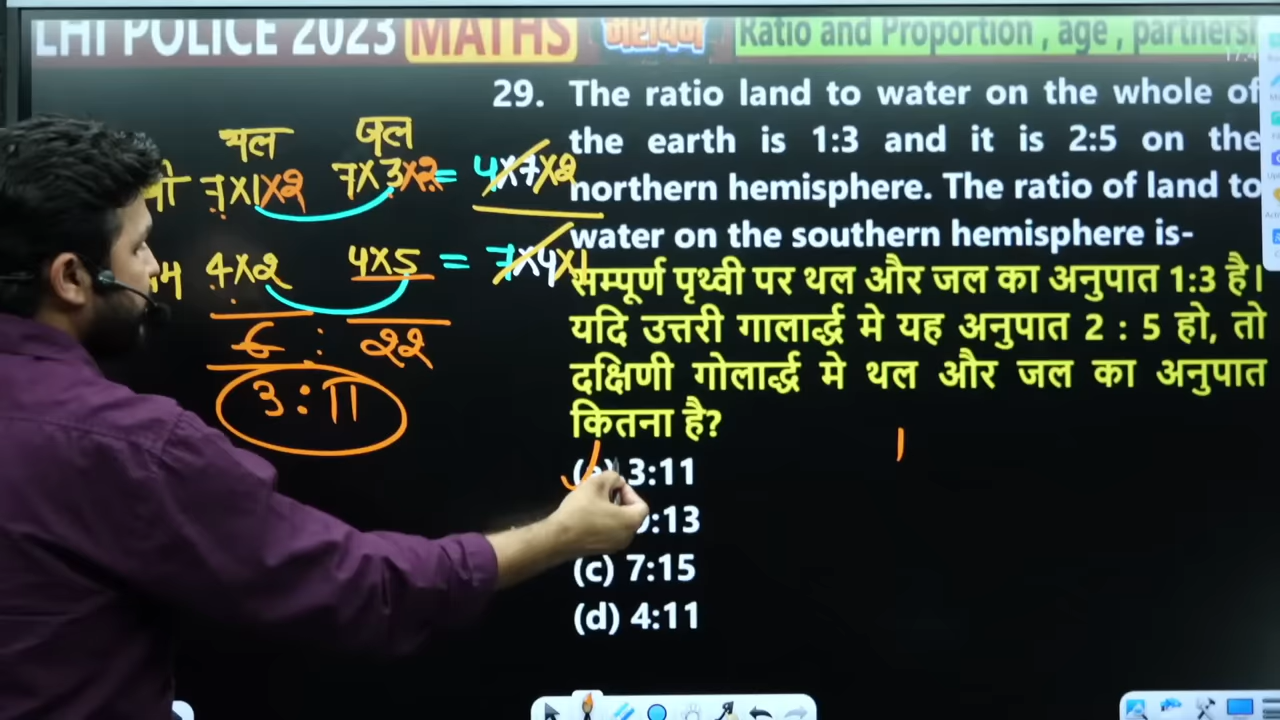 LHI POLICE 2023 MATHS मैराथन Ratio and Proportion , age , partnersi
29. The ratio land to water on the whole of
the earth is 1:3 and it is 2:5 on the
northern hemisphere. The ratio of land to
water on the southern hemisphere is-
सम्पूर्ण पृथ्वी पर थल और जल का अनुपात 1:3 है।
यदि उत्तरी गालार्द्ध मे यह अनुपात 2 : 5 हो, तो
दक्षिणी गोलार्द्ध मे थल और जल का अनुपात
कितना है?
(a) 3:11
:13
(c) 7:15
(d) 4:11
थल जल
7×1×2 7×3×2 = 4×7×2
4×2 4×5 = 7×4×1
6 : 22
3:11
1